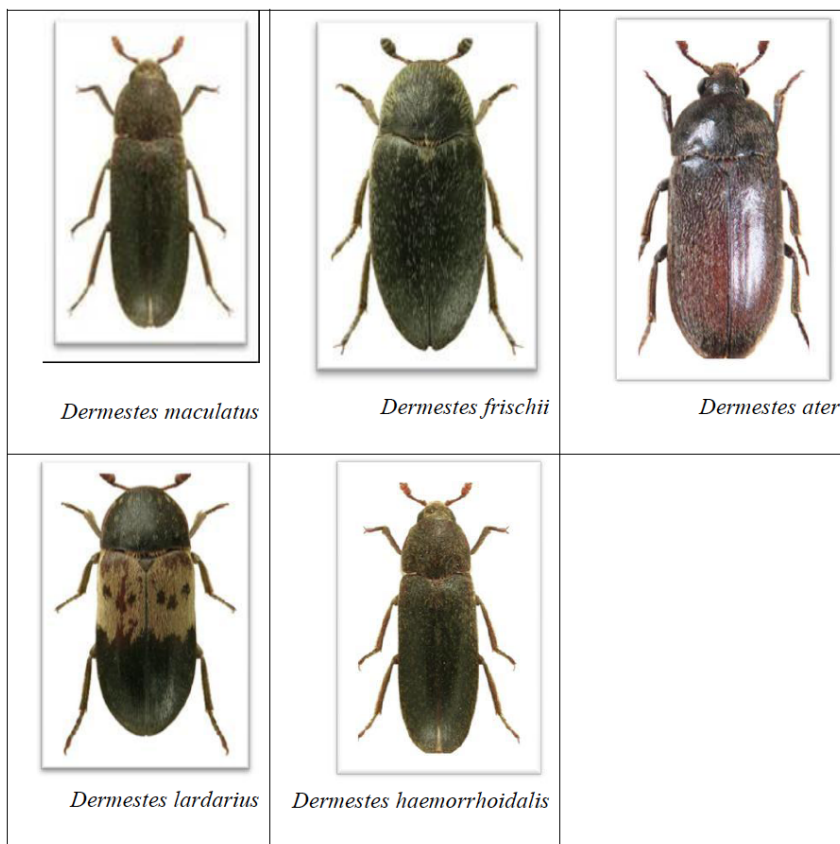 Dermestes maculatus
Dermestes frischii
Dermestes ater
Dermestes lardarius
Dermestes haemorrhoidalis